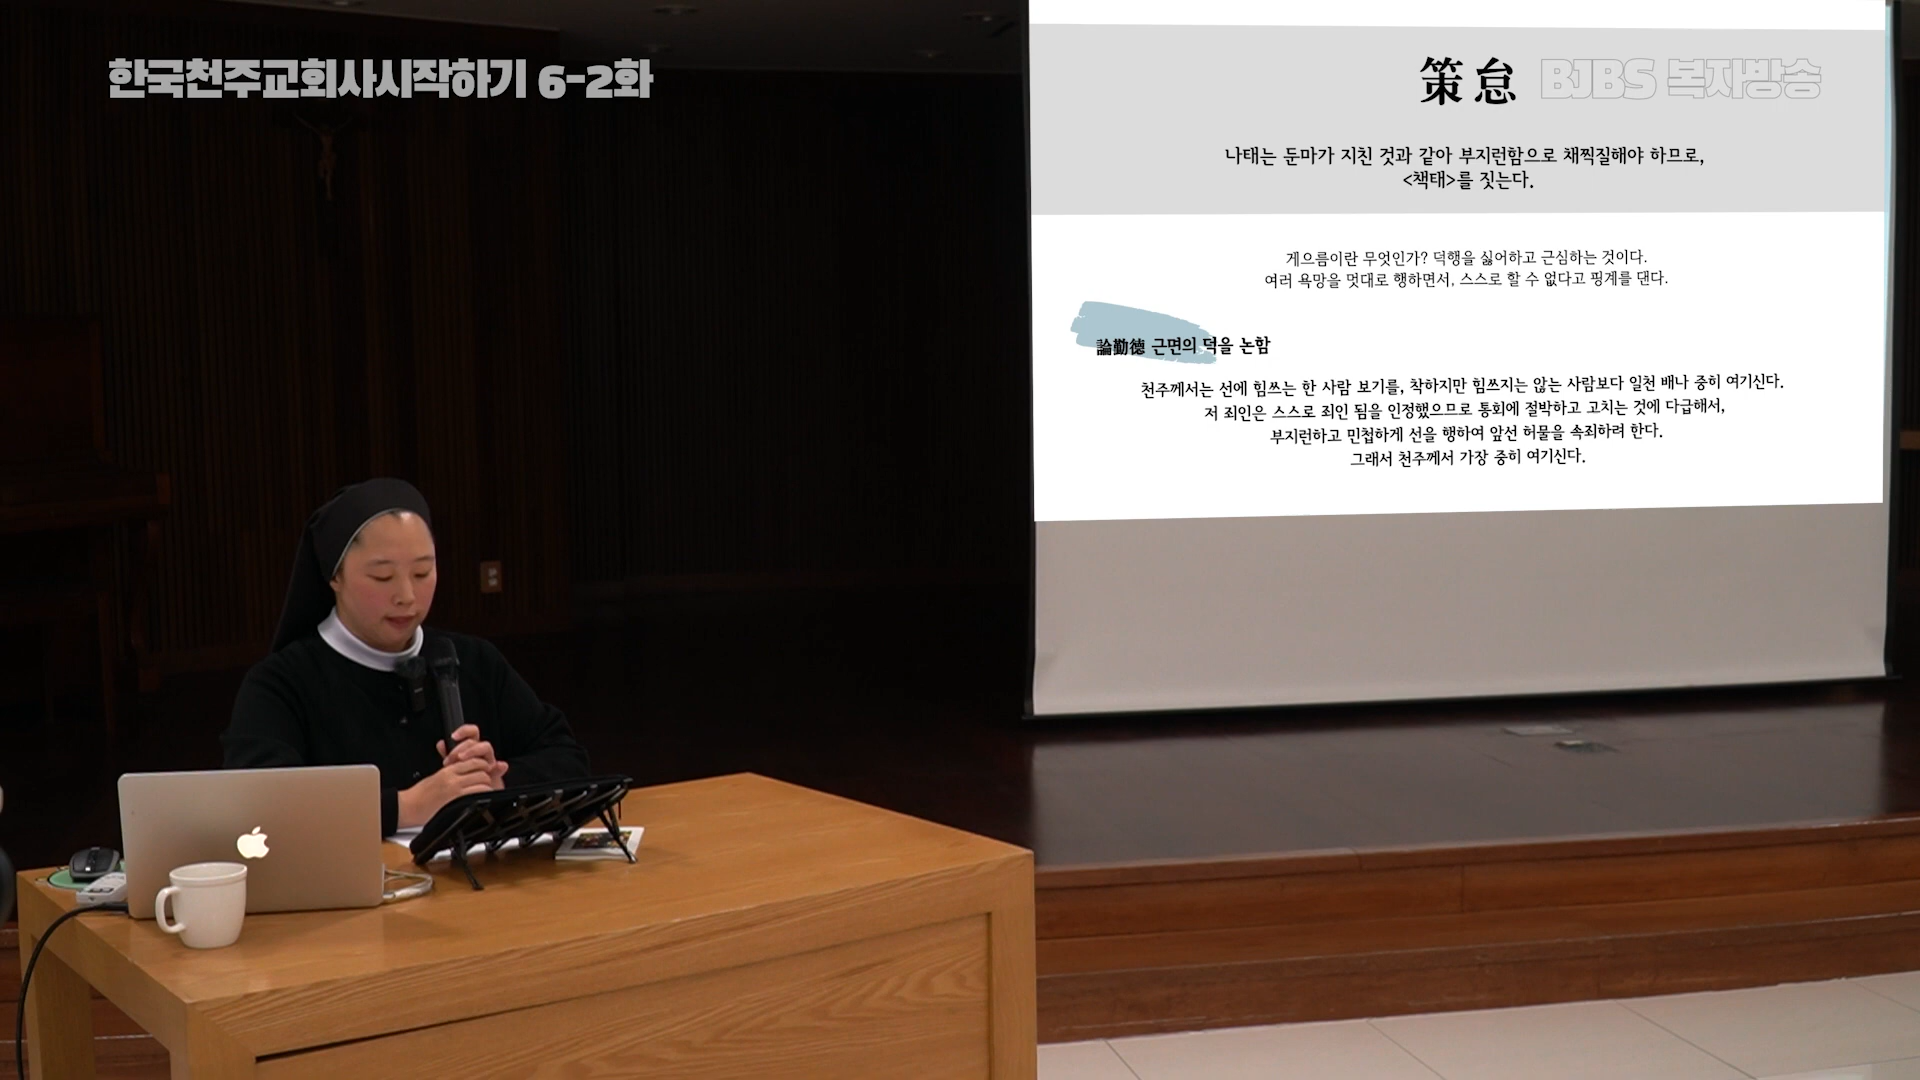 한국천주교회사시작하기 6-2화
策怠
BJBS 복자방송
나태는 둔마가 지친 것과 같아 부지런함으로 채찍질해야 하므로,
<책태>를 짓는다.
게으름이란 무엇인가? 덕행을 싫어하고 근심하는 것이다.
여러 욕망을 멋대로 행하면서, 스스로 할 수 없다고 핑계를 댄다.
論勤德 근면의 덕을 논함
천주께서는 선에 힘쓰는 한 사람 보기를, 착하지만 힘쓰지는 않는 사람보다 일천 배나 중히 여기신다.
저 죄인은 스스로 죄인 됨을 인정했으므로 통회에 절박하고 고치는 것에 다급해서,
부지런하고 민첩하게 선을 행하여 앞선 허물을 속죄하려 한다.
그래서 천주께서 가장 중히 여기신다.